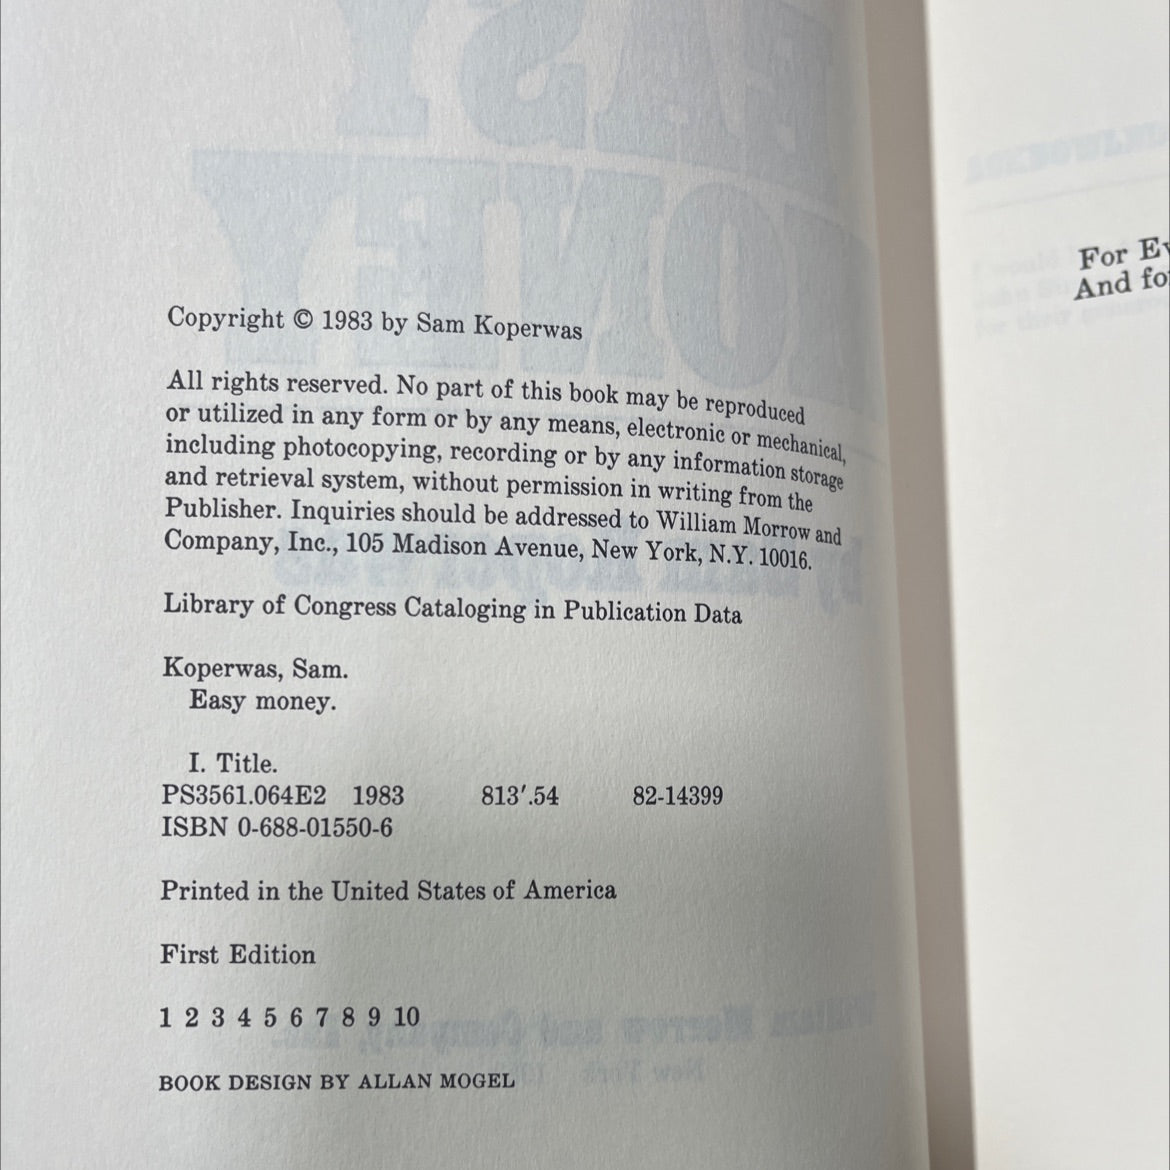 Copyright © 1983 by Sam Koperwas
All rights reserved. No part of this book may be reproduced
or utilized in any form or by any means, electronic or mechanical,
including photocopying, recording or by any information storage
and retrieval system, without permission in writing from the
Publisher. Inquiries should be addressed to William Morrow and
Company, Inc., 105 Madison Avenue, New York, N.Y. 10016.
Library of Congress Cataloging in Publication Data
Koperwas, Sam.
Easy money.
I. Title.
PS3561.064E2 1983 813′.54 82-14399
ISBN 0-688-01550-6
Printed in the United States of America
First Edition
1 2 3 4 5 6 7 8 9 10
BOOK DESIGN BY ALLAN MOGEL
For
And